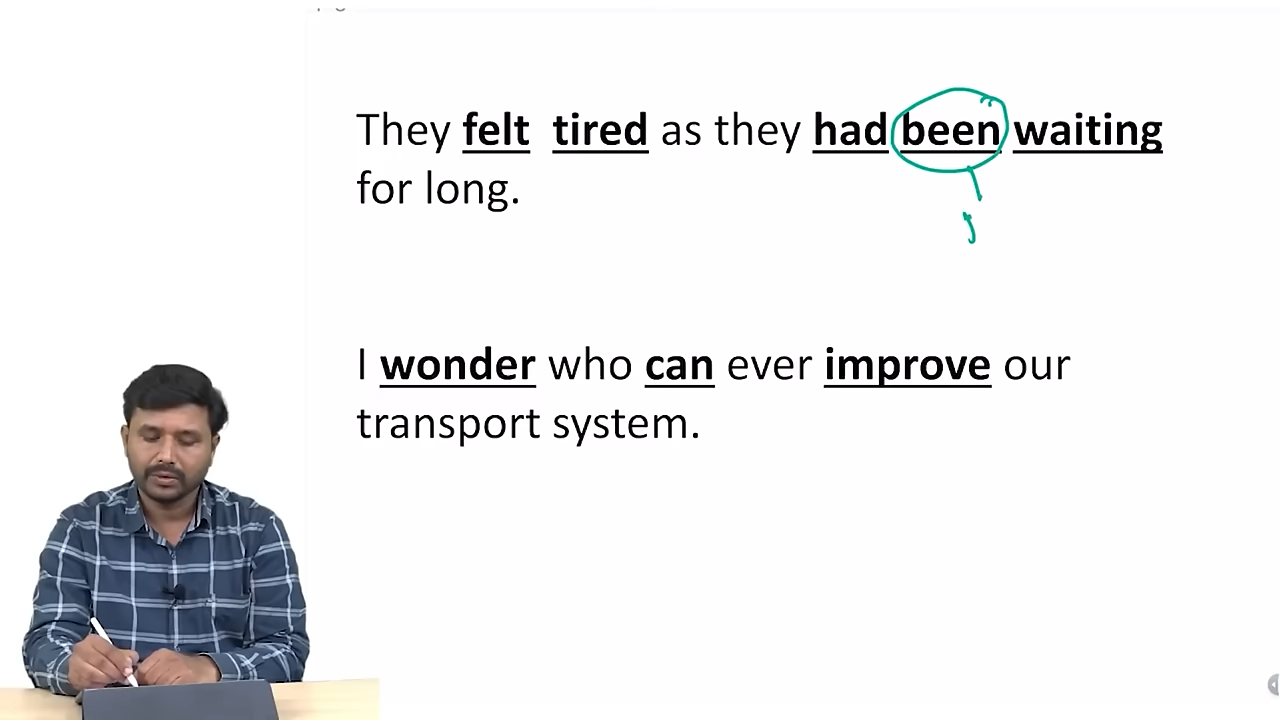 They felt tired as they had been waiting
for long.
I wonder who can ever improve our
transport system.